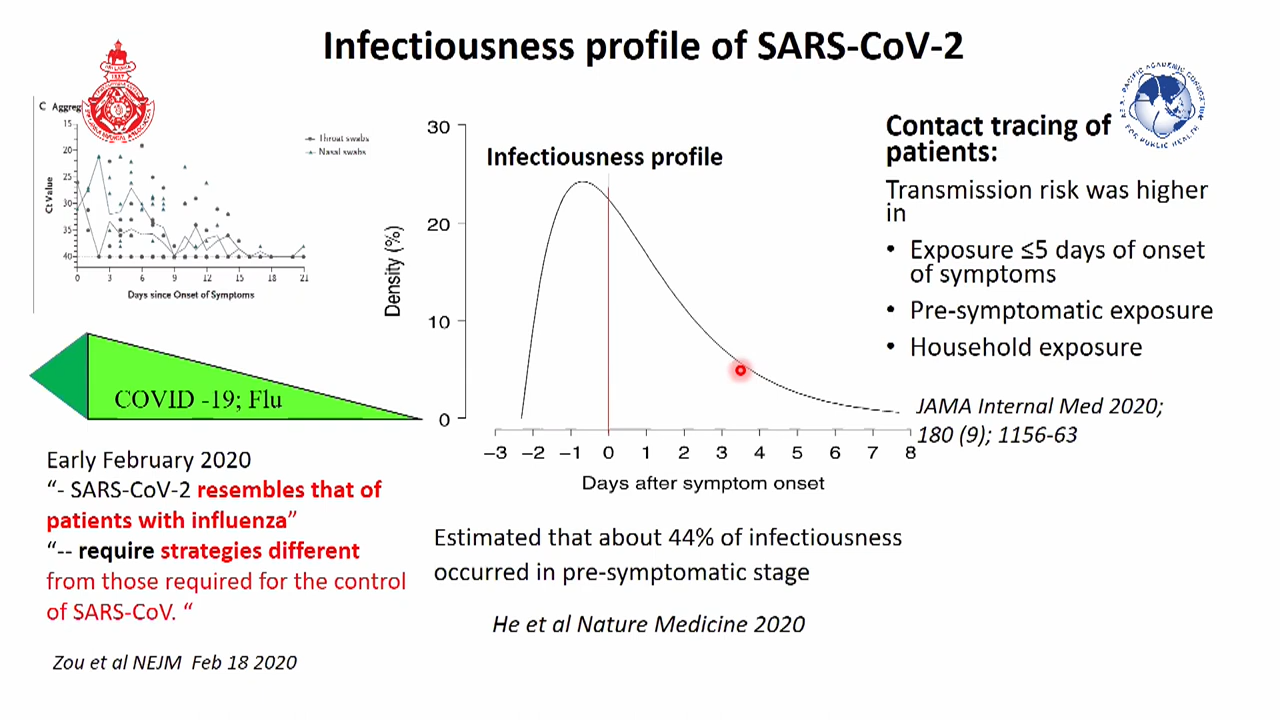 Infectiousness profile of SARS-CoV-2
C Aggreg
15
20
25
30
35
40
Ct Value
Throat swabs
Nasal swabs
0 3 6 9 12 15 18 21
Days since Onset of Symptoms
COVID -19; Flu
Early February 2020
“- SARS-CoV-2 resembles that of
patients with influenza”
“-- require strategies different
from those required for the control
of SARS-CoV. “
Zou et al NEJM Feb 18 2020
Infectiousness profile
30
20
10
0
Density (%)
−3 −2 −1 0 1 2 3 4 5 6 7 8
Days after symptom onset
Estimated that about 44% of infectiousness
occurred in pre-symptomatic stage
He et al Nature Medicine 2020
Contact tracing of
patients:
Transmission risk was higher
in
• Exposure ≤5 days of onset
of symptoms
• Pre-symptomatic exposure
• Household exposure
JAMA Internal Med 2020;
180 (9); 1156-63
FOR PUBLIC HEALTH